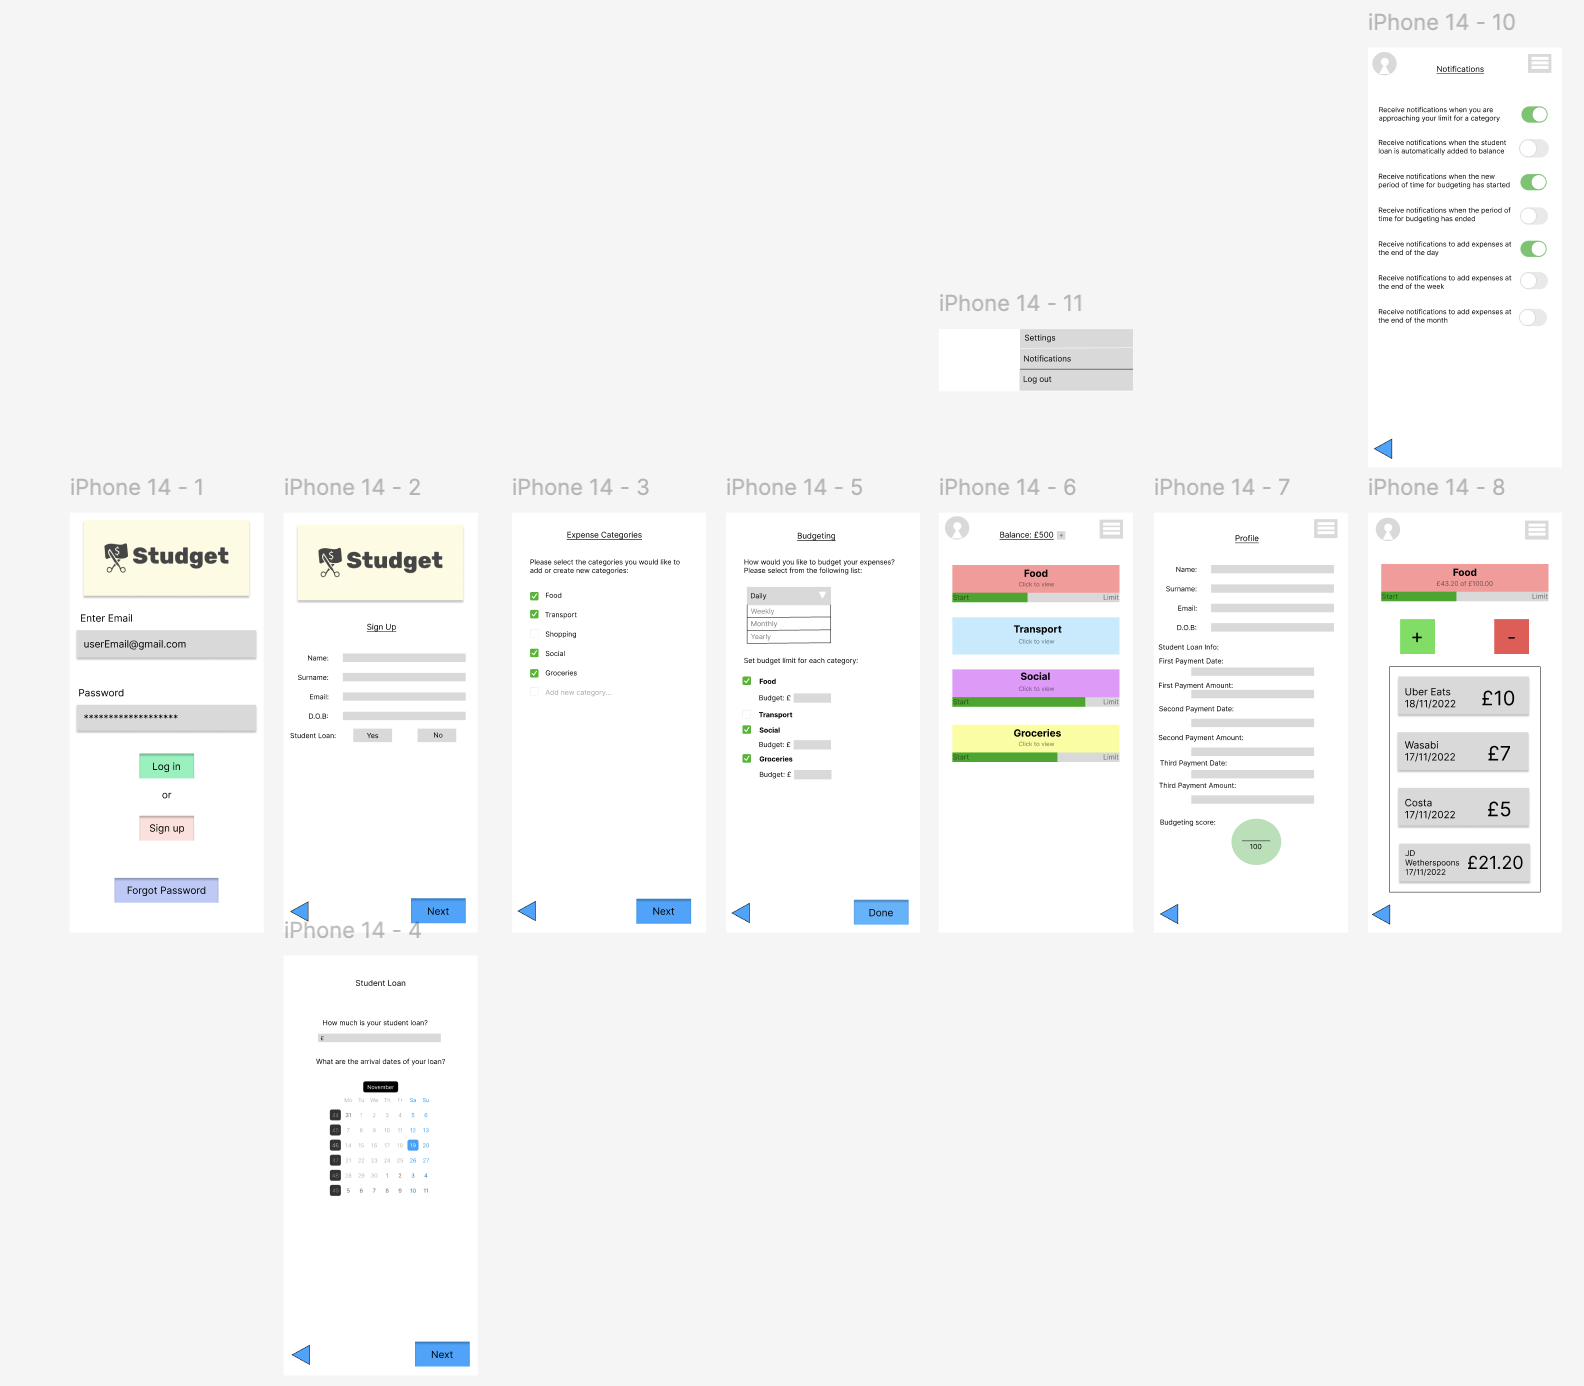 iPhone 14 - 10
Notifications
Receive notifications when you are
approaching your limit for a category
Receive notifications when the student
loan is automatically added to balance
Receive notifications when the new
period of time for budgeting has started
Receive notifications when the period of
time for budgeting has ended
Receive notifications to add expenses at
the end of the day
Receive notifications to add expenses at
the end of the week
Receive notifications to add expenses at
the end of the month
iPhone 14 - 11
Settings
Notifications
Log out
iPhone 14 - 1
Studget
Enter Email
userEmail@gmail.com
Password
*******************
Log in
or
Sign up
Forgot Password
iPhone 14 - 2
Studget
Sign Up
Name:
Surname:
Email:
D.O.B:
Student Loan: Yes No
Next
iPhone 14 - 3
Expense Categories
Please select the categories you would like to
add or create new categories:
Food
Transport
Shopping
Social
Groceries
Add new category...
Next
iPhone 14 - 5
Budgeting
How would you like to budget your expenses?
Please select from the following list:
Daily
Weekly
Monthly
Yearly
Set budget limit for each category:
Food
Budget: £
Transport
Social
Budget: £
Groceries
Budget: £
Done
iPhone 14 - 6
Balance: £500 +
Food
Click to view
Start Limit
Transport
Click to view
Social
Click to view
Start Limit
Groceries
Click to view
Start Limit
iPhone 14 - 7
Profile
Name:
Surname:
Email:
D.O.B:
Student Loan Info:
First Payment Date:
First Payment Amount:
Second Payment Date:
Second Payment Amount:
Third Payment Date:
Third Payment Amount:
Budgeting score:
100
iPhone 14 - 8
Food
£43.20 of £100.00
Start Limit
+ -
Uber Eats
18/11/2022 £10
Wasabi
17/11/2022 £7
Costa
17/11/2022 £5
JD
Wetherspoons £21.20
17/11/2022
iPhone 14 - 4
Student Loan
How much is your student loan?
£
What are the arrival dates of your loan?
November
Mo Tu We Th Fr Sa Su
31 1 2 3 4 5 6
7 8 9 10 11 12 13
14 15 16 17 18 19 20
21 22 23 24 25 26 27
28 29 30 1 2 3 4
5 6 7 8 9 10 11
Next